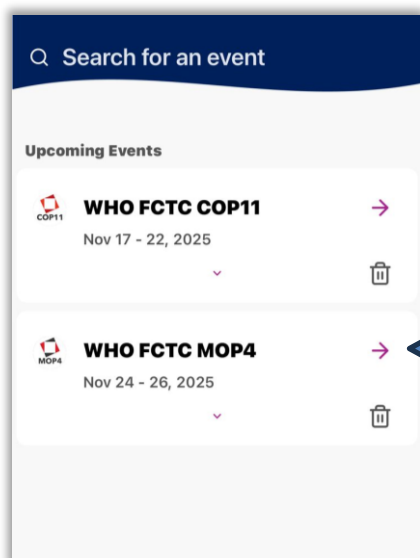 Search for an event
Upcoming Events
COP11
WHO FCTC COP11
Nov 17 - 22, 2025
MOP4
WHO FCTC MOP4
Nov 24 - 26, 2025